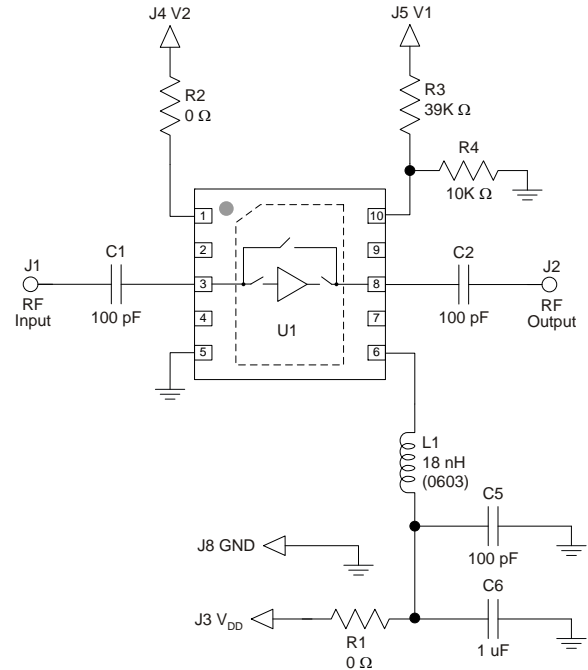 J4 V2
J5 V1
R2
0 Ω
R3
39K Ω
R4
10K Ω
1
10
2
9
J1
C1
3
8
C2
J2
RF
Input
100 pF
4
7
100 pF
RF
Output
U1
5
6
L1
18 nH
(0603)
J8 GND
C5
100 pF
C6
1 uF
J3 VDD
R1
0 Ω